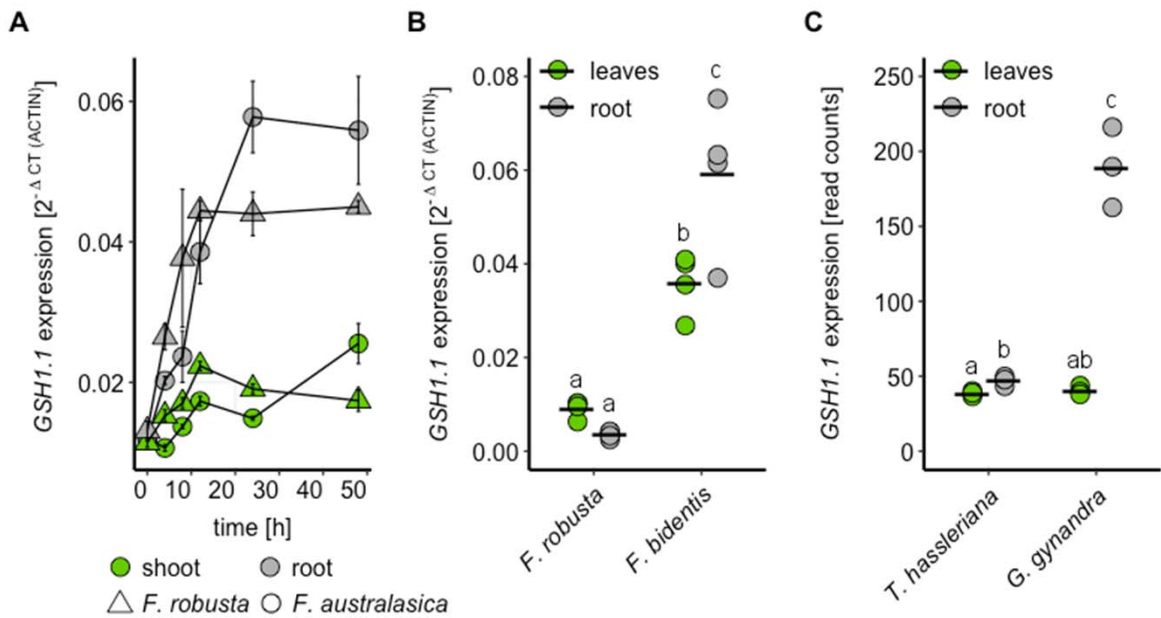 A
GSH1.1 expression [2^-Δ CT (ACTIN)]
0.06
0.04
0.02
0 10 20 30 40 50
time [h]
shoot root
F. robusta F. australasica
B
GSH1.1 expression [2^-Δ CT (ACTIN)]
leaves
root
0.08
0.06
0.04
0.02
0.00
a
a
b
c
F. robusta
F. bidentis
C
GSH1.1 expression [read counts]
leaves
root
250
200
150
100
50
0
a
b
ab
c
T. hassleriana
G. gynandra